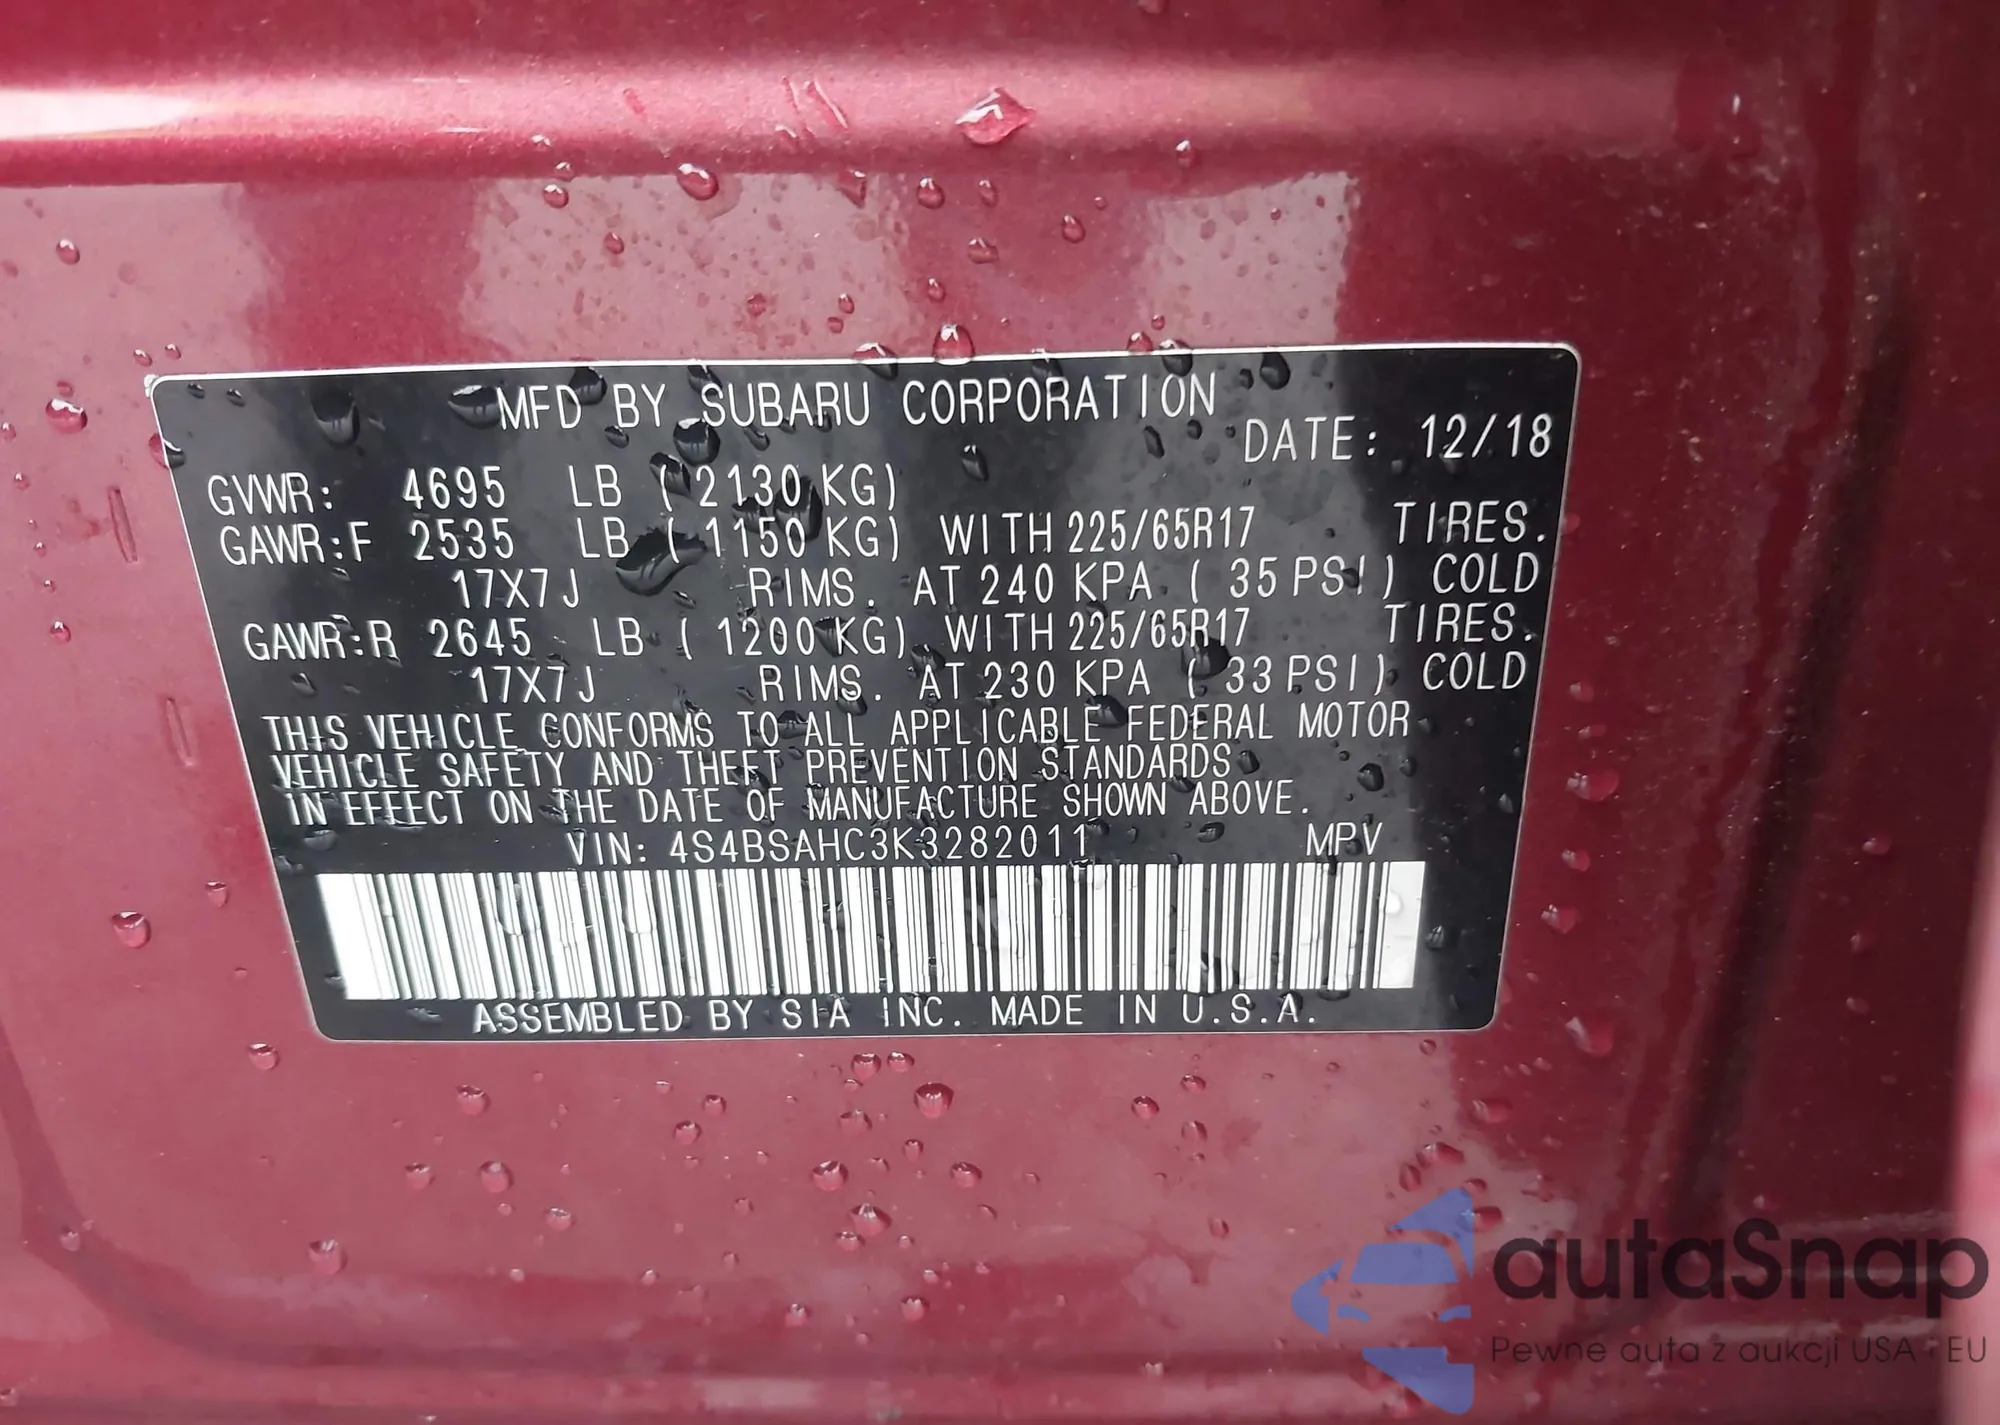 MFD BY SUBARU CORPORATION
DATE: 12/18
GVWR: 4695 LB (2130 KG)
GAWR:F 2535 LB (1150 KG) WITH 225/65R17 TIRES.
17X7J RIMS. AT 240 KPA (35 PSI) COLD
GAWR:R 2645 LB (1200 KG) WITH 225/65R17 TIRES.
17X7J RIMS. AT 230 KPA (33 PSI) COLD
THIS VEHICLE CONFORMS TO ALL APPLICABLE FEDERAL MOTOR
VEHICLE SAFETY AND THEFT PREVENTION STANDARDS
IN EFFECT ON THE DATE OF MANUFACTURE SHOWN ABOVE.
VIN: 4S4BSAHC3K3282011 MPV
ASSEMBLED BY SIA INC. MADE IN U.S.A.
autaSnap
Pewne auta z aukcji USA i EU